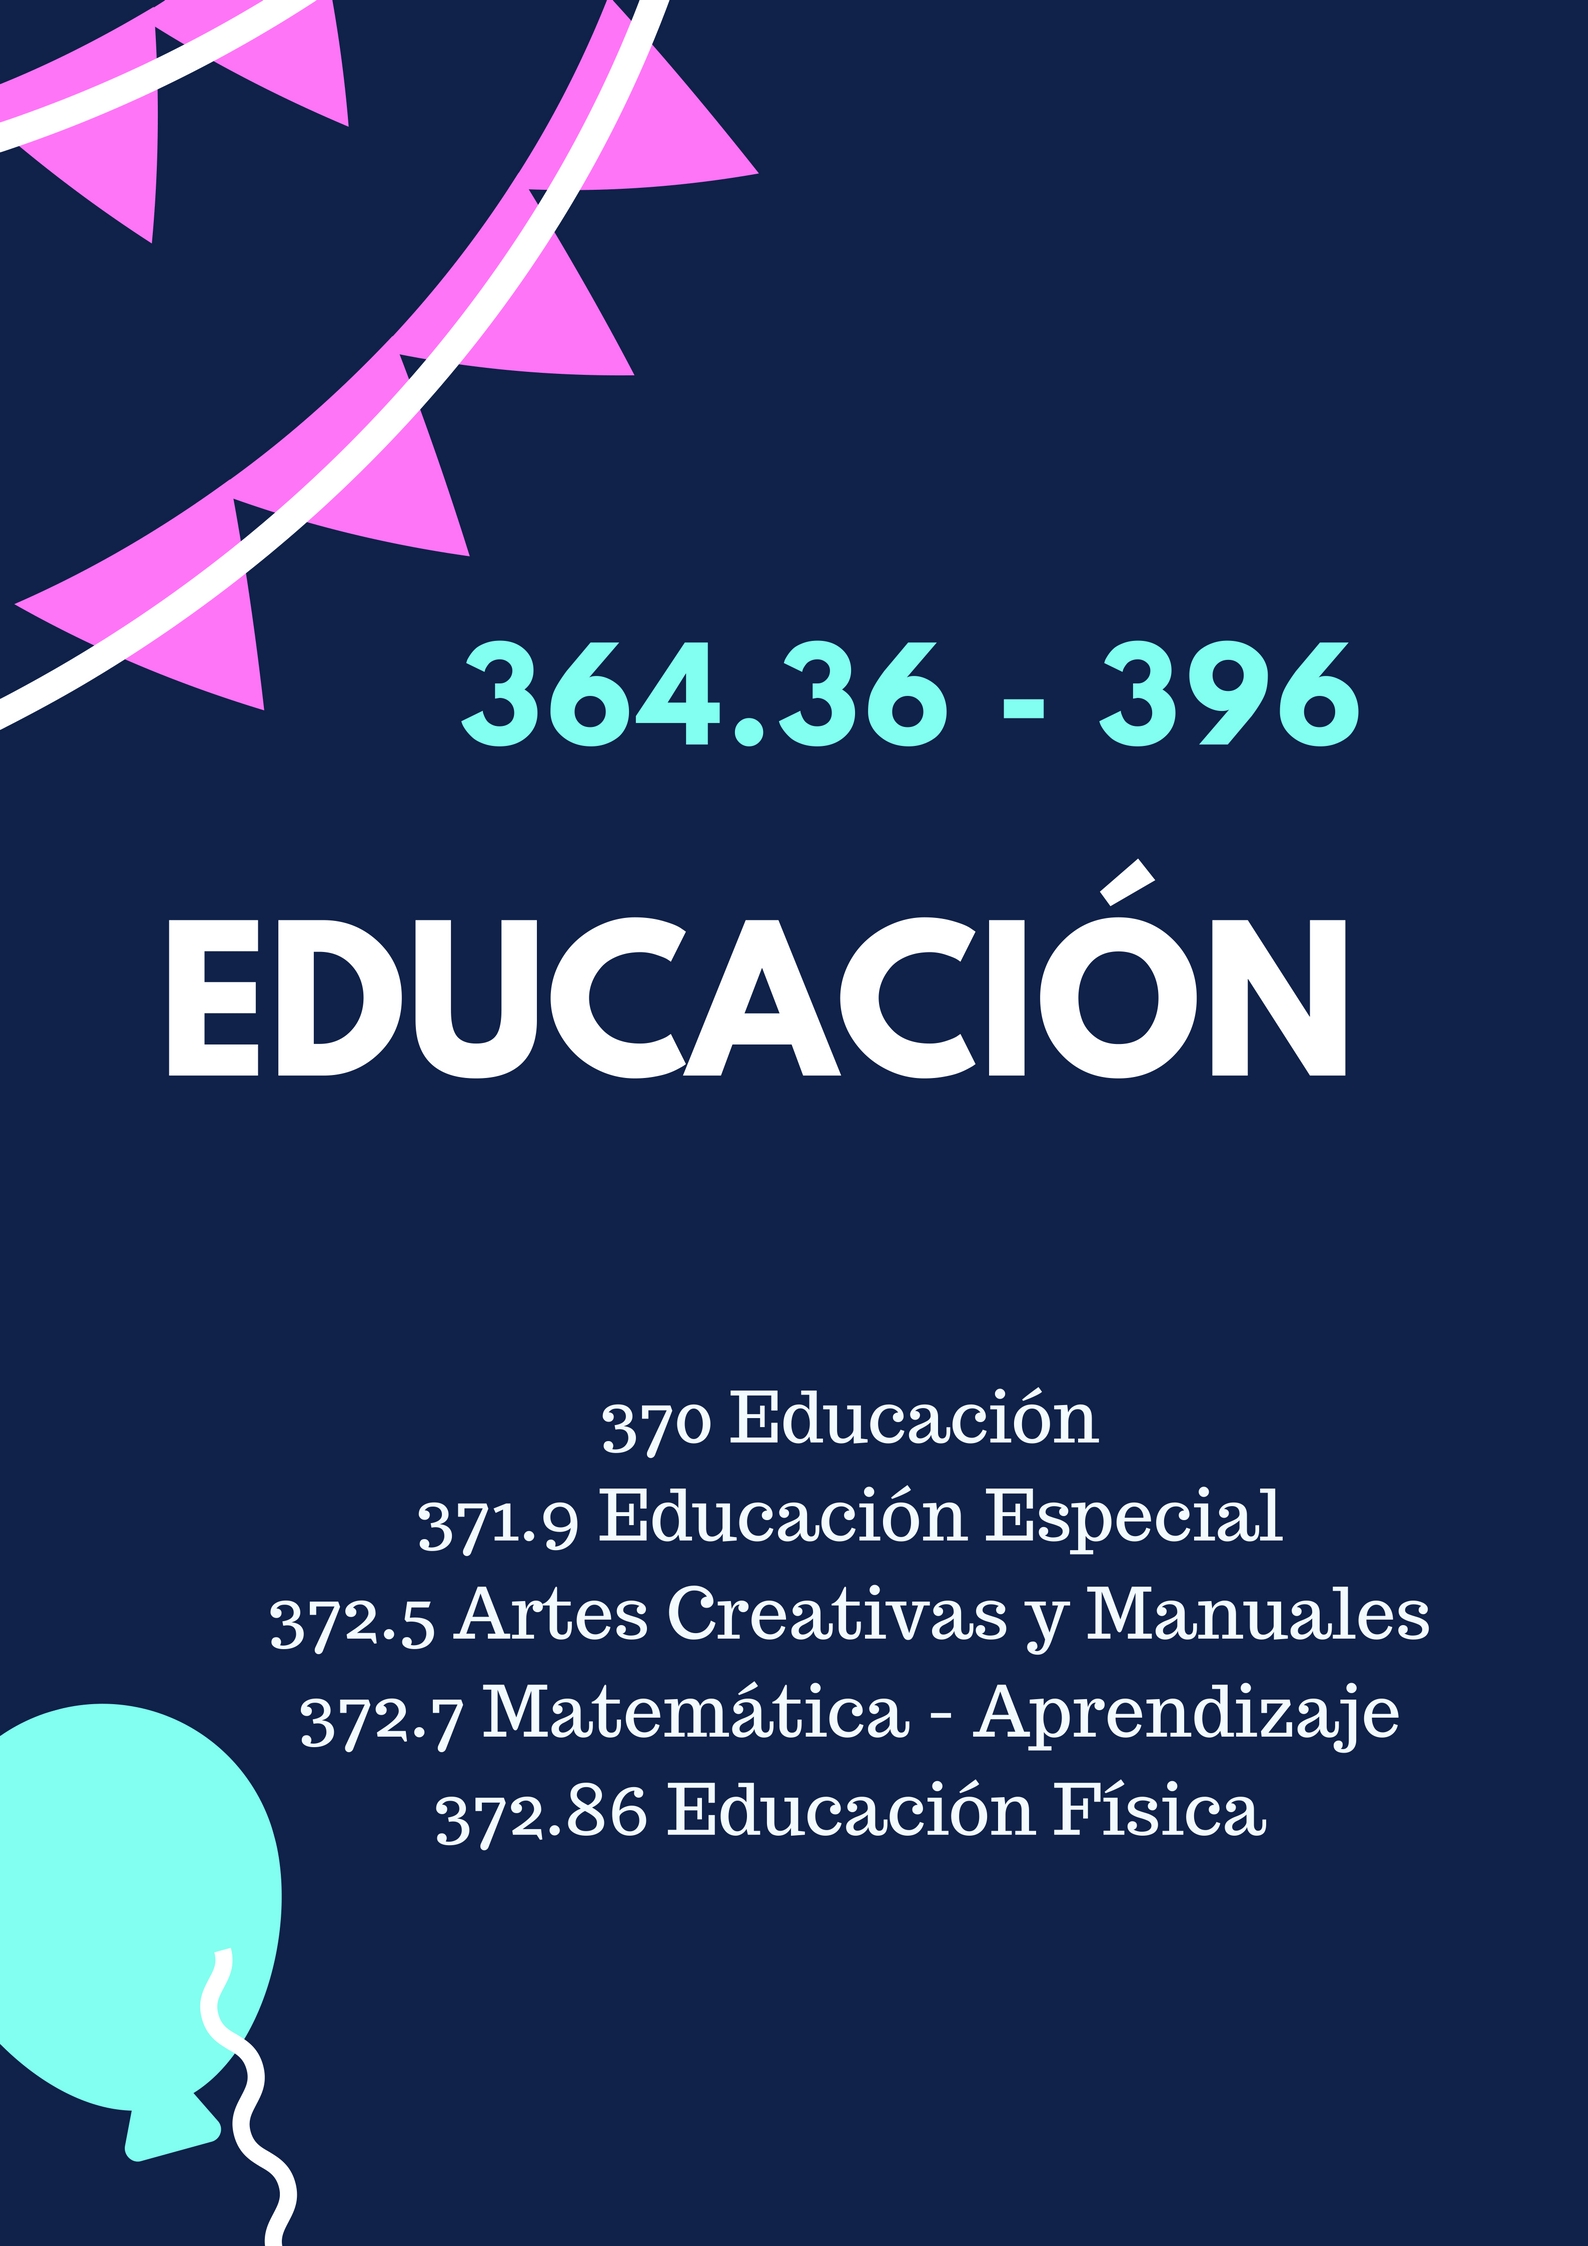 364.36 - 396
EDUCACIÓN
370 Educación
371.9 Educación Especial
372.5 Artes Creativas y Manuales
372.7 Matemática - Aprendizaje
372.86 Educación Física